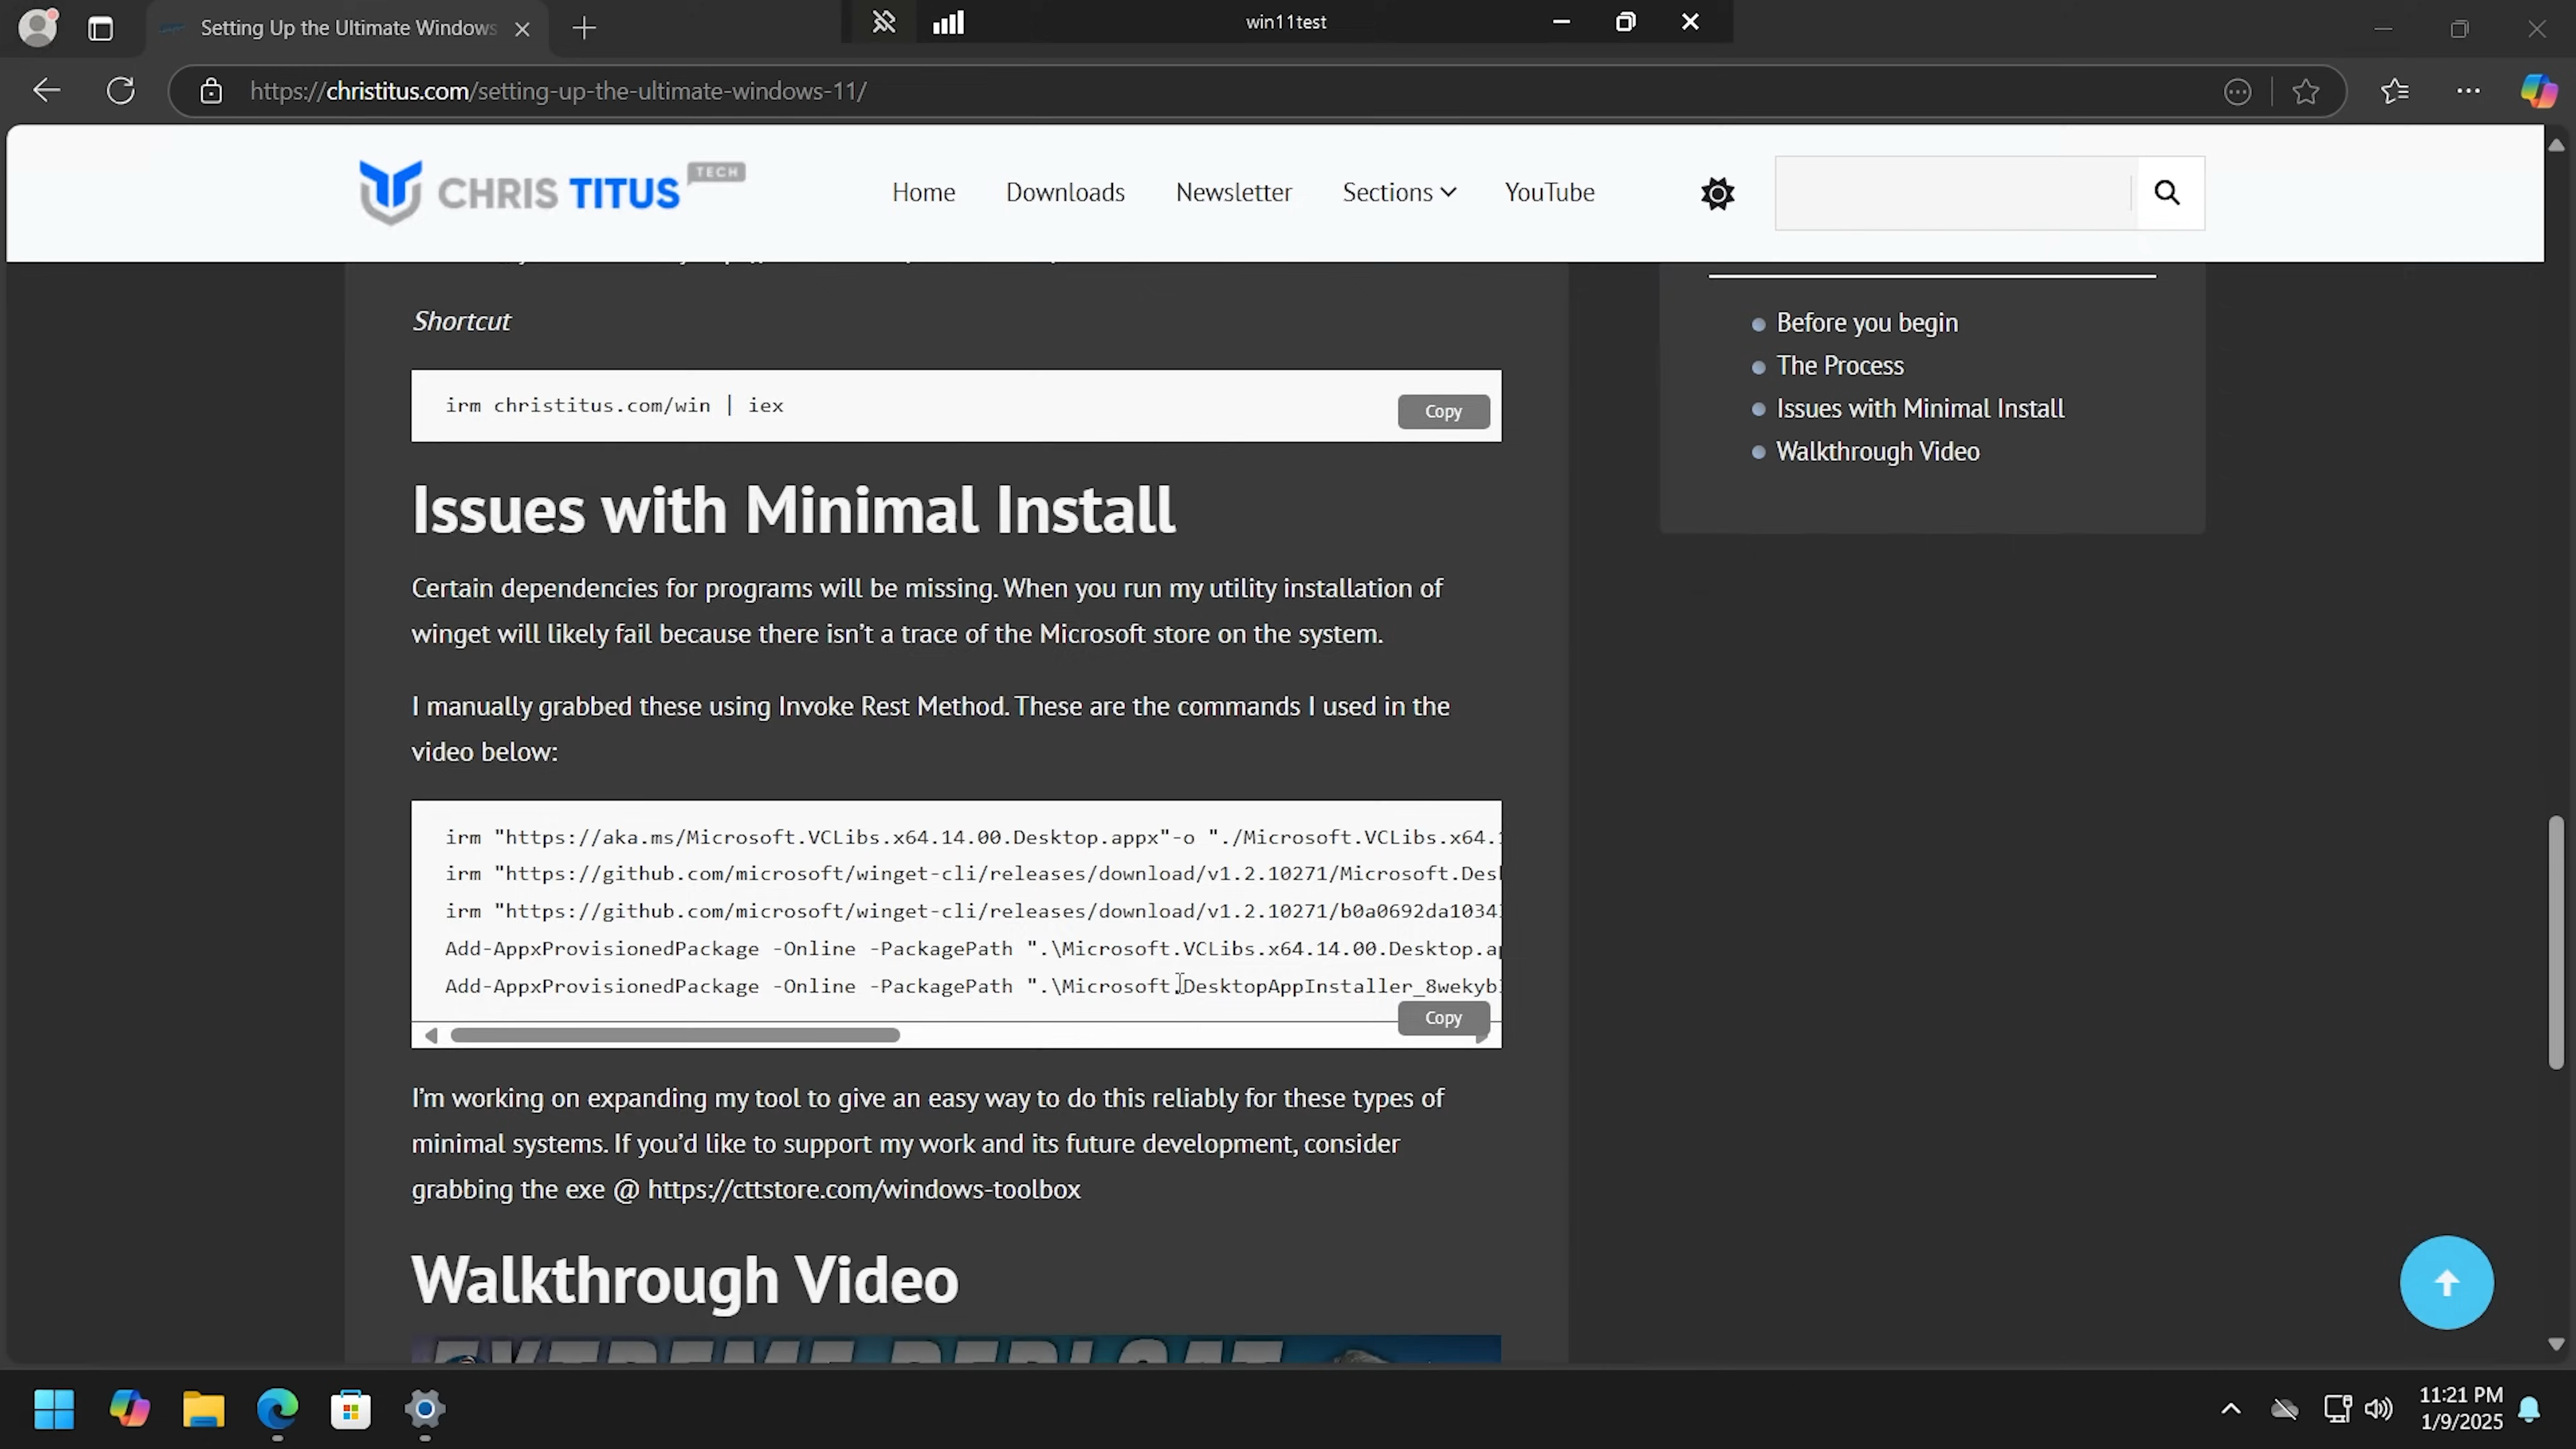 Setting Up the Ultimate Windows
win11test
https://christitus.com/setting-up-the-ultimate-windows-11/
CHRIS TITUS TECH
Home
Downloads
Newsletter
Sections
YouTube
Shortcut
irm christitus.com/win | iex
Copy
Issues with Minimal Install
Certain dependencies for programs will be missing. When you run my utility installation of
winget will likely fail because there isn't a trace of the Microsoft store on the system.
I manually grabbed these using Invoke Rest Method. These are the commands I used in the
video below:
irm "https://aka.ms/Microsoft.VCLibs.x64.14.00.Desktop.appx"-o "./Microsoft.VCLibs.x64.
irm "https://github.com/microsoft/winget-cli/releases/download/v1.2.10271/Microsoft.Des
irm "https://github.com/microsoft/winget-cli/releases/download/v1.2.10271/b0a0692da1034
Add-AppxProvisionedPackage -Online -PackagePath ".\Microsoft.VCLibs.x64.14.00.Desktop.ap
Add-AppxProvisionedPackage -Online -PackagePath ".\Microsoft.DesktopAppInstaller_8wekyb
Copy
I'm working on expanding my tool to give an easy way to do this reliably for these types of
minimal systems. If you'd like to support my work and its future development, consider
grabbing the exe @ https://cttstore.com/windows-toolbox
Walkthrough Video
Before you begin
The Process
Issues with Minimal Install
Walkthrough Video
11:21 PM
1/9/2025